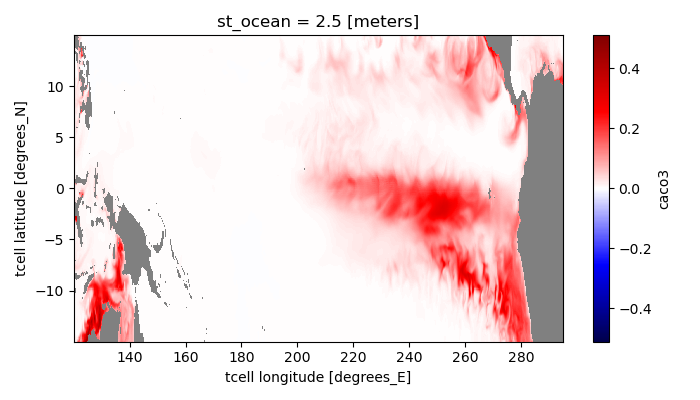 st_ocean = 2.5 [meters]
10
5
0
−5
−10
tcell latitude [degrees_N]
140 160 180 200 220 240 260 280
tcell longitude [degrees_E]
0.4
0.2
0.0
−0.2
−0.4
caco3